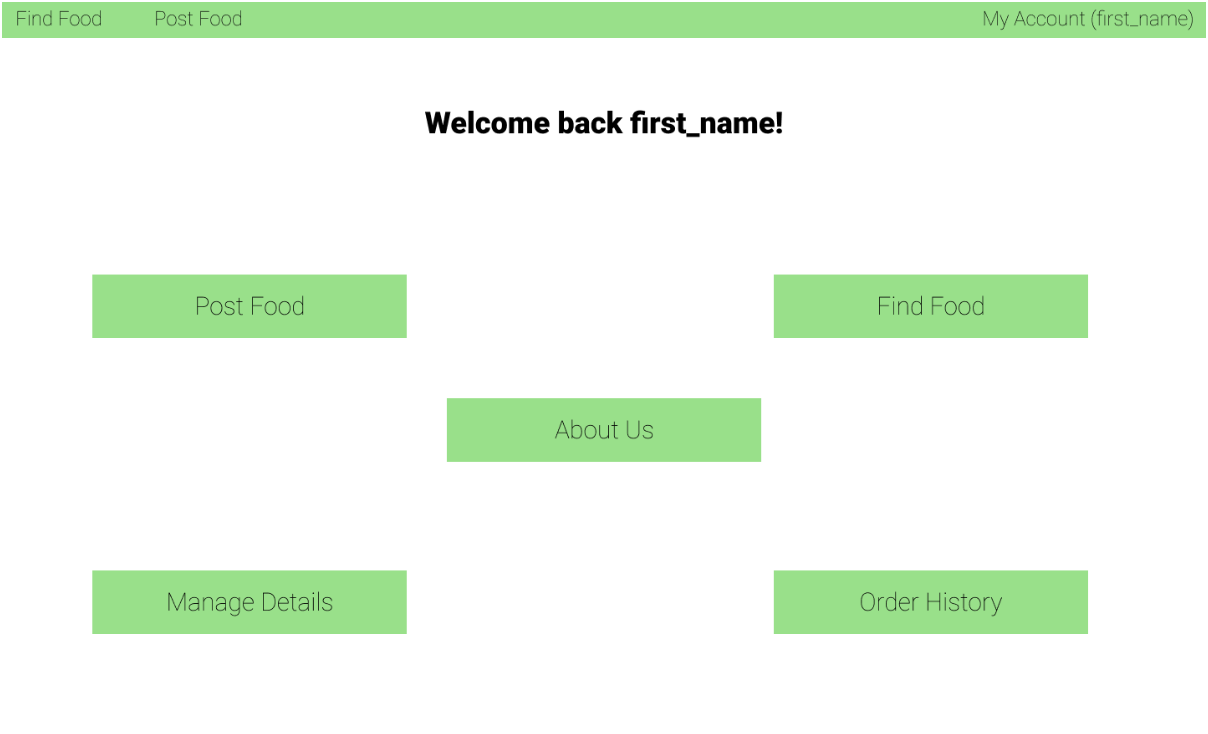 Find Food
Post Food
My Account (first_name)
Welcome back first_name!
Post Food
Find Food
About Us
Manage Details
Order History